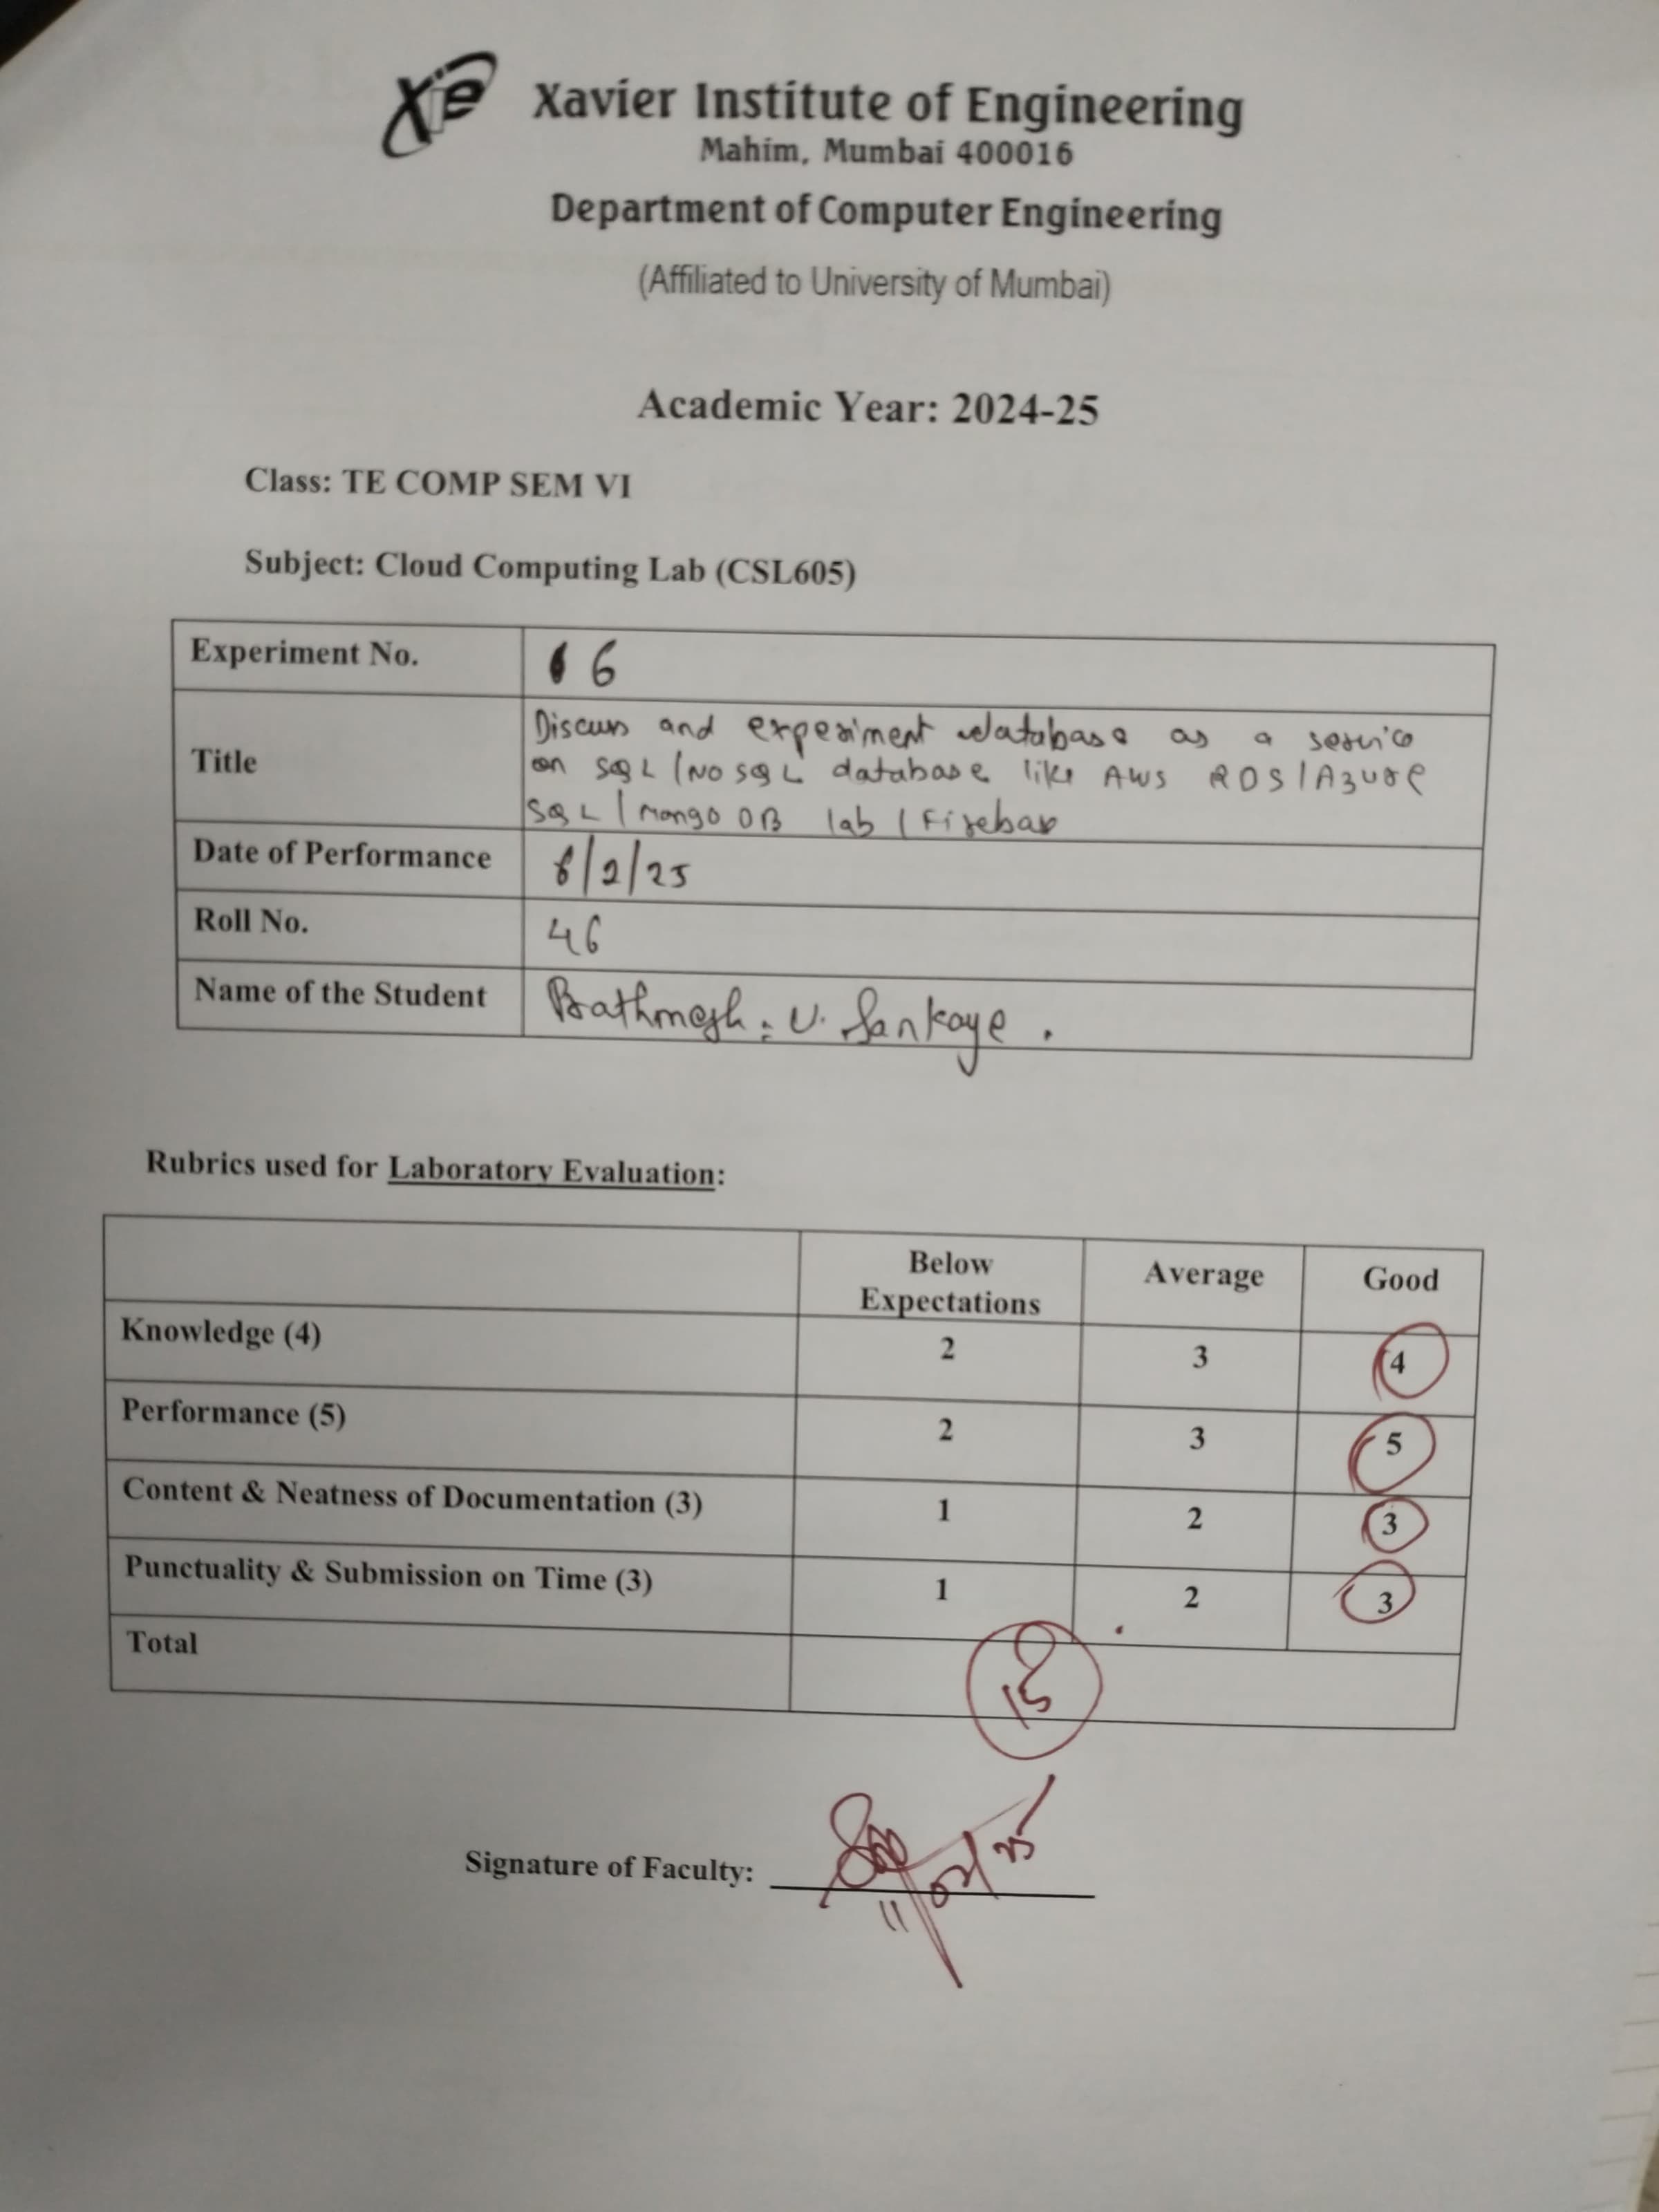 Xie Xavier Institute of Engineering
Mahim, Mumbai 400016
Department of Computer Engineering
(Affiliated to University of Mumbai)
Academic Year: 2024-25
Class: TE COMP SEM VI
Subject: Cloud Computing Lab (CSL605)
Experiment No. 6
Title Discuss and experiment database as a service
on SQL / NO SQL database like AWS RDS / Azure
SQL / Mongo DB lab / Firebase
Date of Performance /2/25
Roll No. 46
Name of the Student Prathmesh. U. Sankaye.
Rubrics used for Laboratory Evaluation:
Below Expectations Average Good
Knowledge (4) 2 3 4
Performance (5) 2 3 5
Content & Neatness of Documentation (3) 1 2 3
Punctuality & Submission on Time (3) 1 2 3
Total 15
Signature of Faculty:
11/02/25